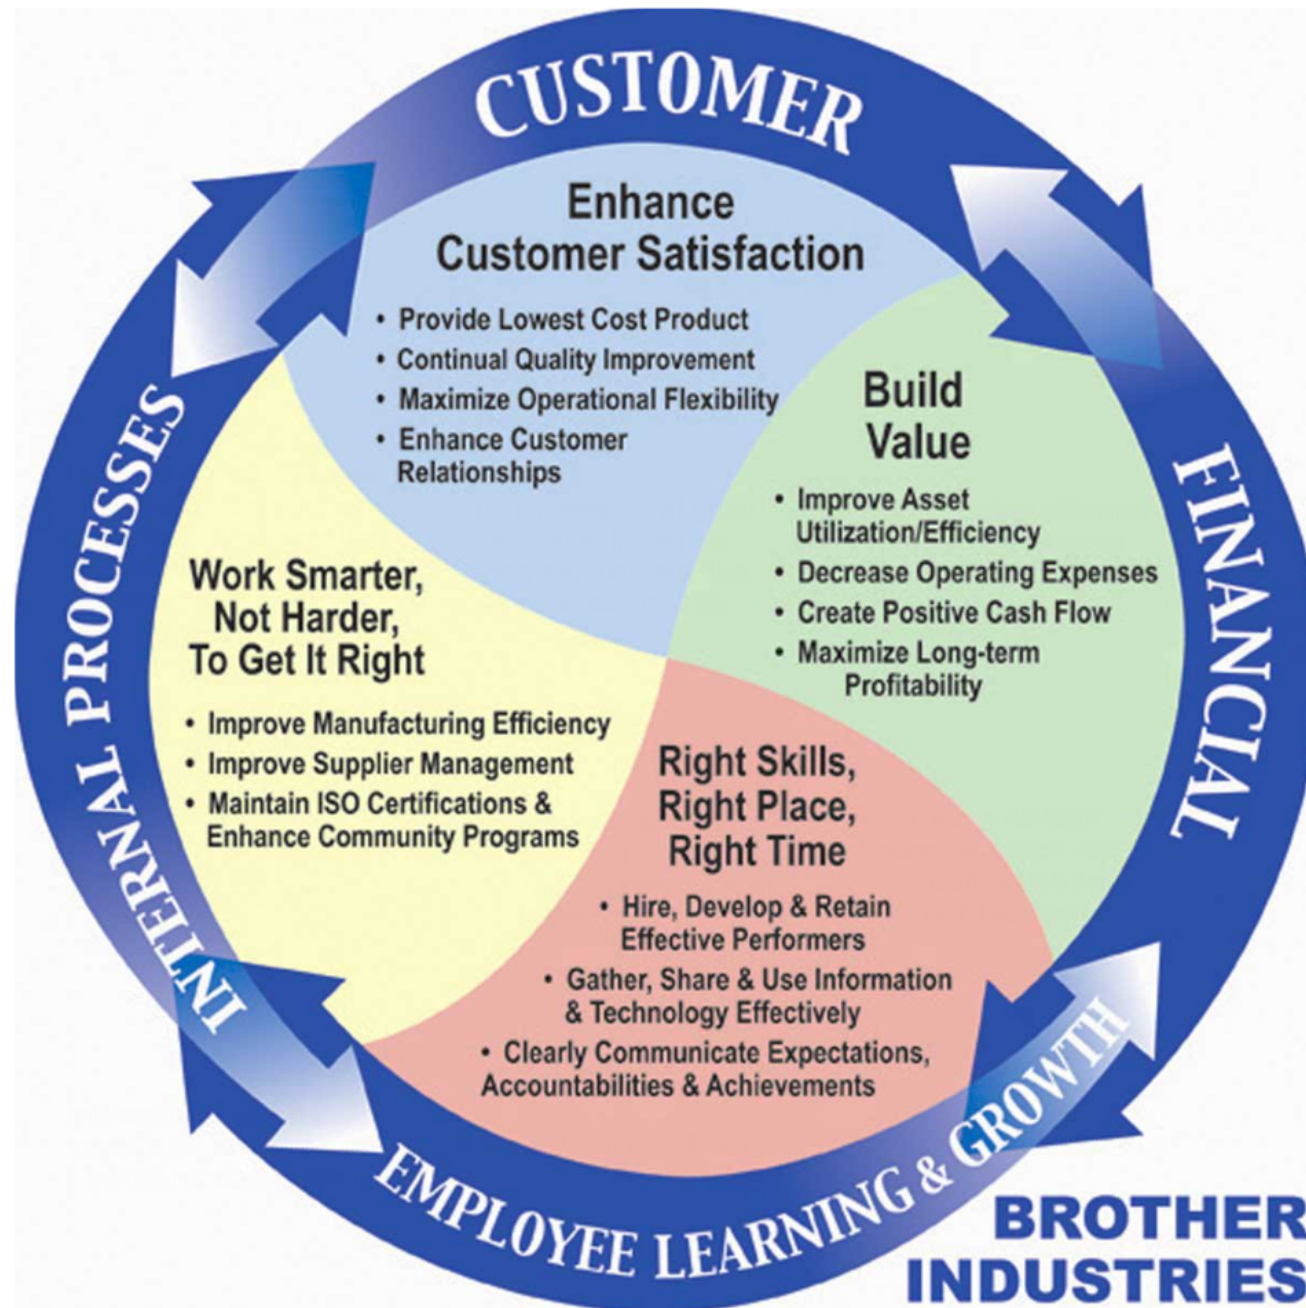 CUSTOMER
Enhance
Customer Satisfaction
• Provide Lowest Cost Product
• Continual Quality Improvement
• Maximize Operational Flexibility
• Enhance Customer
Relationships
FINANCIAL
Build
Value
• Improve Asset
Utilization/Efficiency
• Decrease Operating Expenses
• Create Positive Cash Flow
• Maximize Long-term
Profitability
EMPLOYEE LEARNING & GROWTH
Right Skills,
Right Place,
Right Time
• Hire, Develop & Retain
Effective Performers
• Gather, Share & Use Information
& Technology Effectively
• Clearly Communicate Expectations,
Accountabilities & Achievements
INTERNAL PROCESSES
Work Smarter,
Not Harder,
To Get It Right
• Improve Manufacturing Efficiency
• Improve Supplier Management
• Maintain ISO Certifications &
Enhance Community Programs
BROTHER
INDUSTRIES